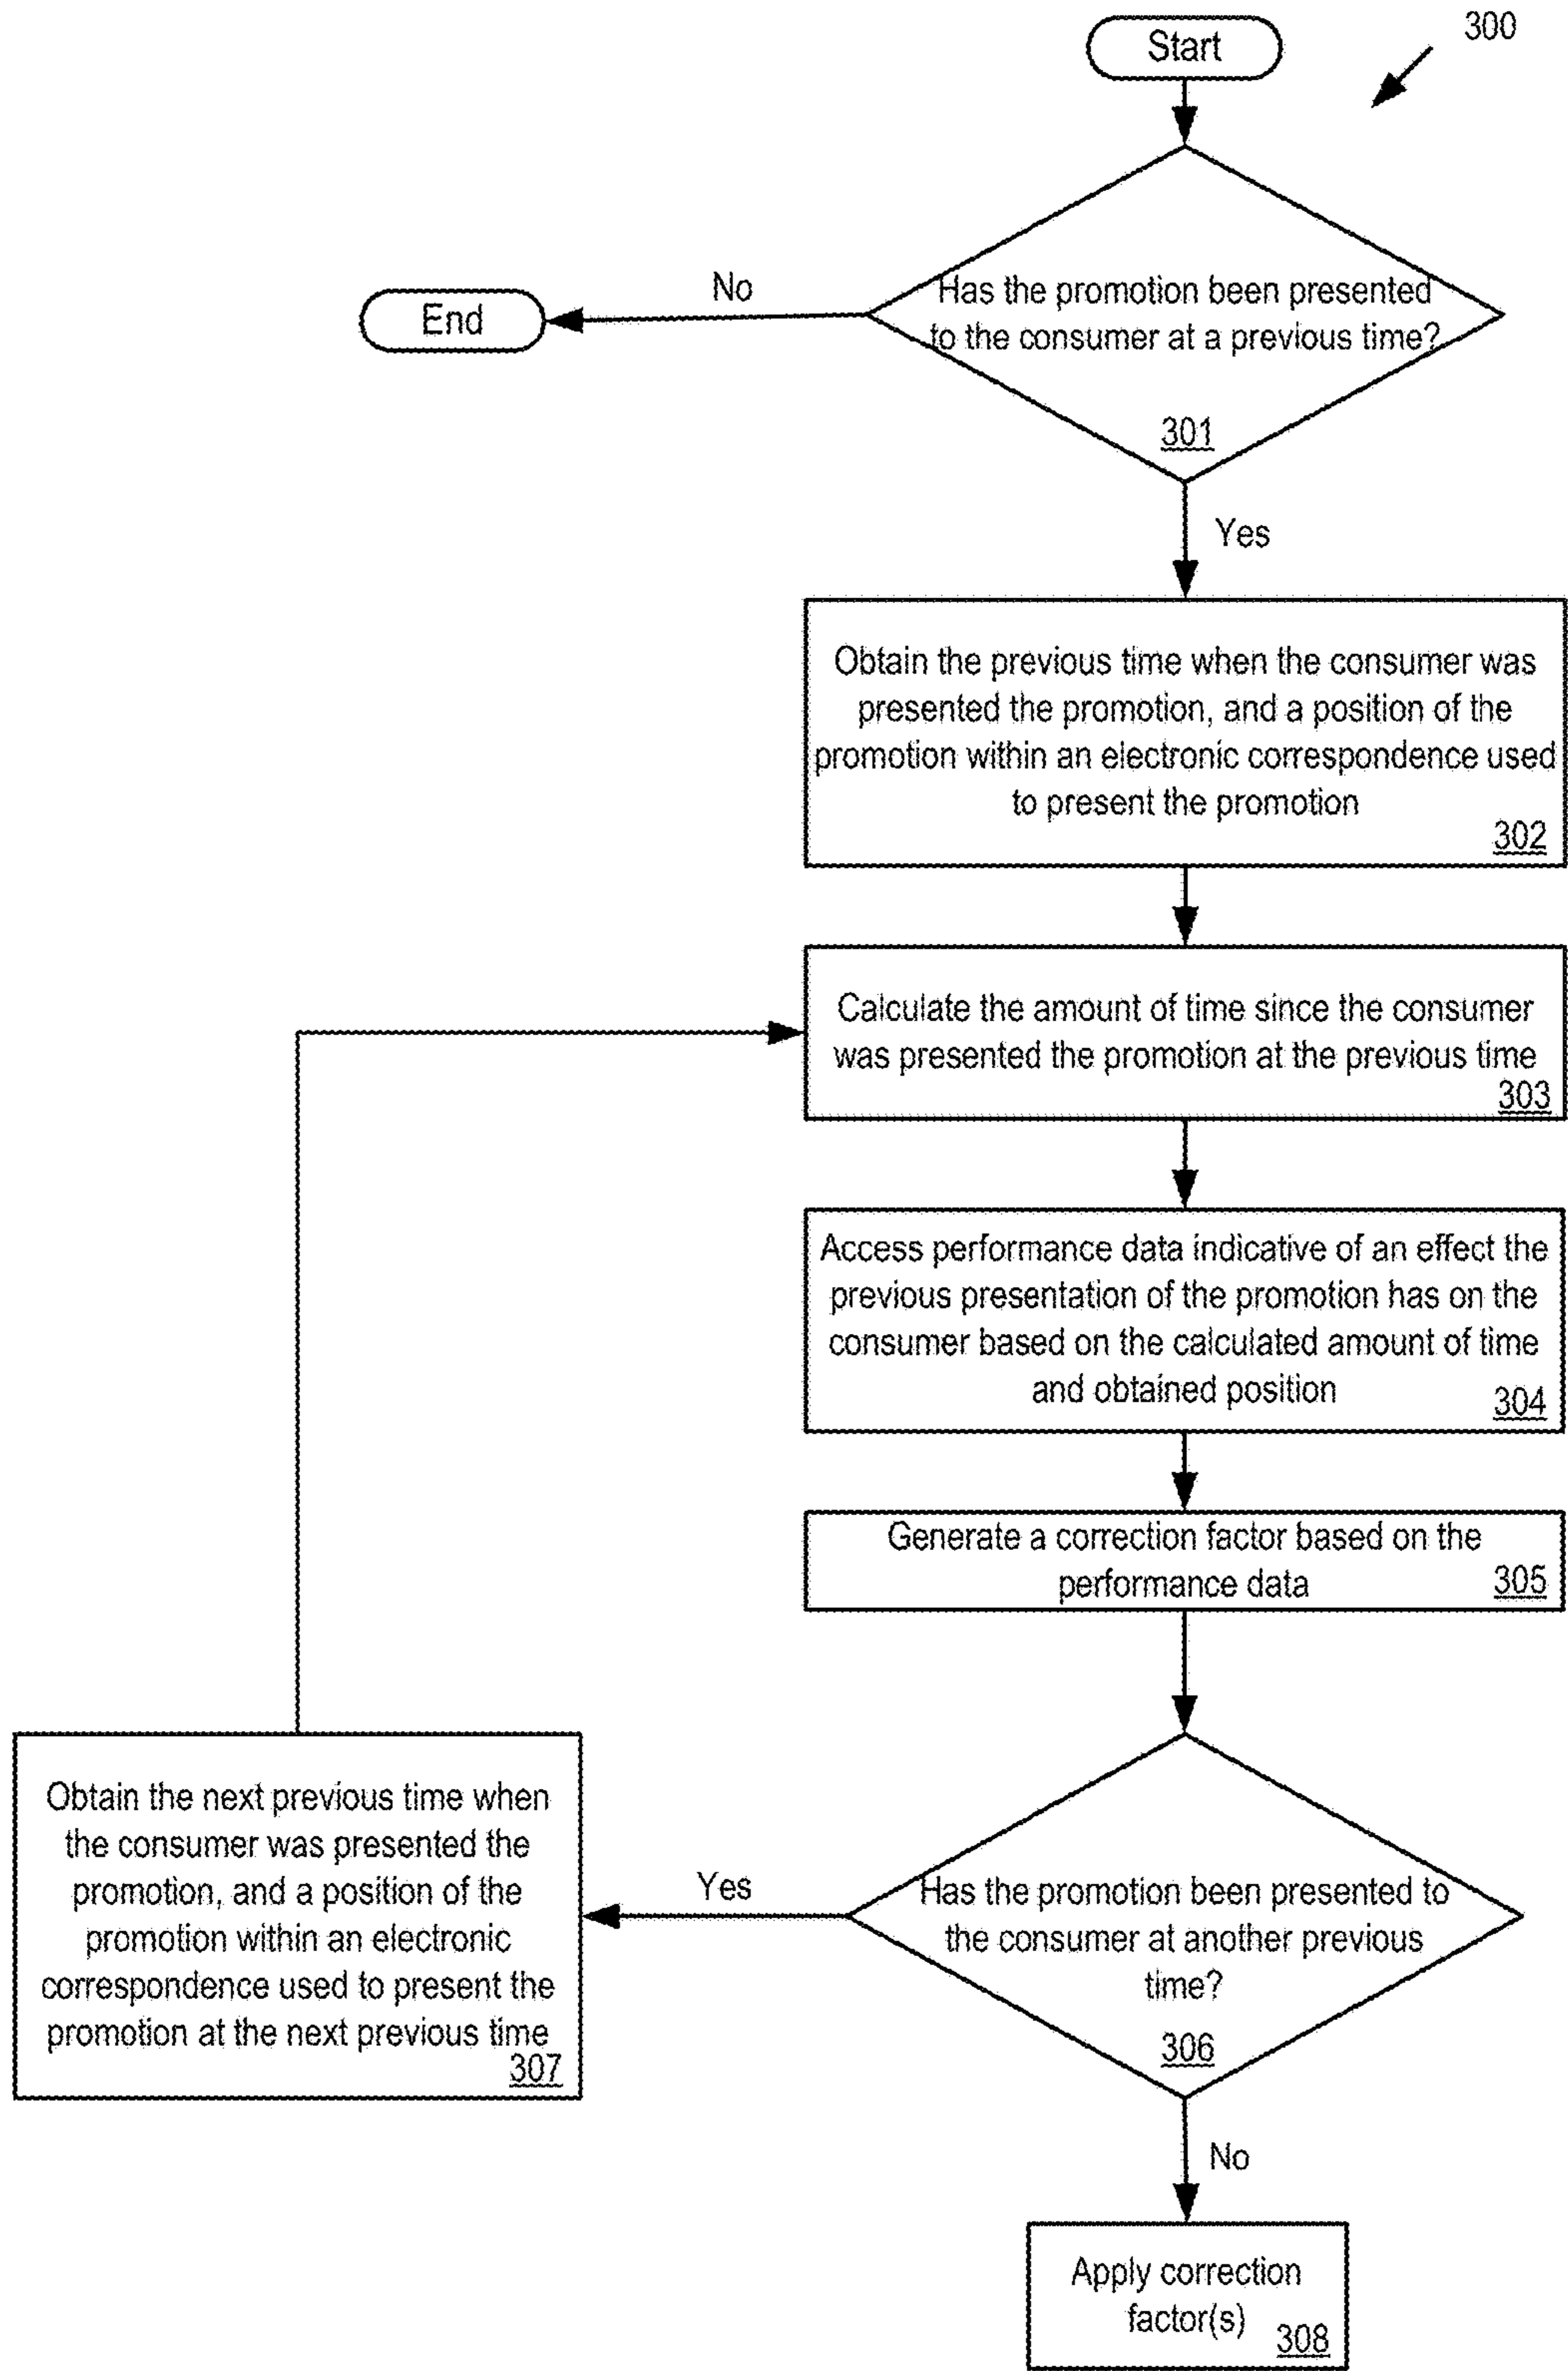 300
Start
Has the promotion been presented
to the consumer at a previous time?
301
No
End
Yes
Obtain the previous time when the consumer was
presented the promotion, and a position of the
promotion within an electronic correspondence used
to present the promotion
302
Calculate the amount of time since the consumer
was presented the promotion at the previous time
303
Access performance data indicative of an effect the
previous presentation of the promotion has on the
consumer based on the calculated amount of time
and obtained position
304
Generate a correction factor based on the
performance data
305
Has the promotion been presented to
the consumer at another previous
time?
306
Yes
Obtain the next previous time when
the consumer was presented the
promotion, and a position of the
promotion within an electronic
correspondence used to present the
promotion at the next previous time
307
No
Apply correction
factor(s)
308